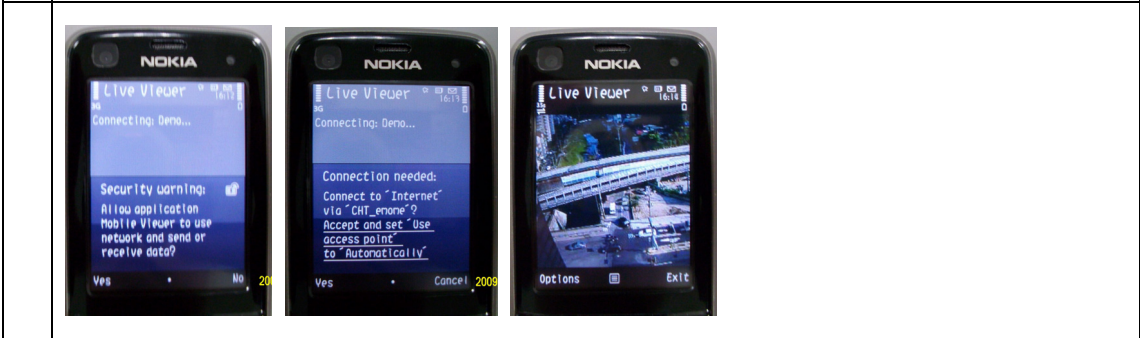 NOKIA
Live Viewer
16:12
3G
Connecting: Demo...
Security warning:
Allow application
Mobile Viewer to use
network and send or
receive data?
Yes
No
NOKIA
Live Viewer
16:13
3G
Connecting: Demo...
Connection needed:
Connect to ´Internet´
via ´CHT_emome´?
Accept and set ´Use
access point´
to ´Automatically´
Yes
Cancel
2009
NOKIA
Live Viewer
16:14
Options
Exit